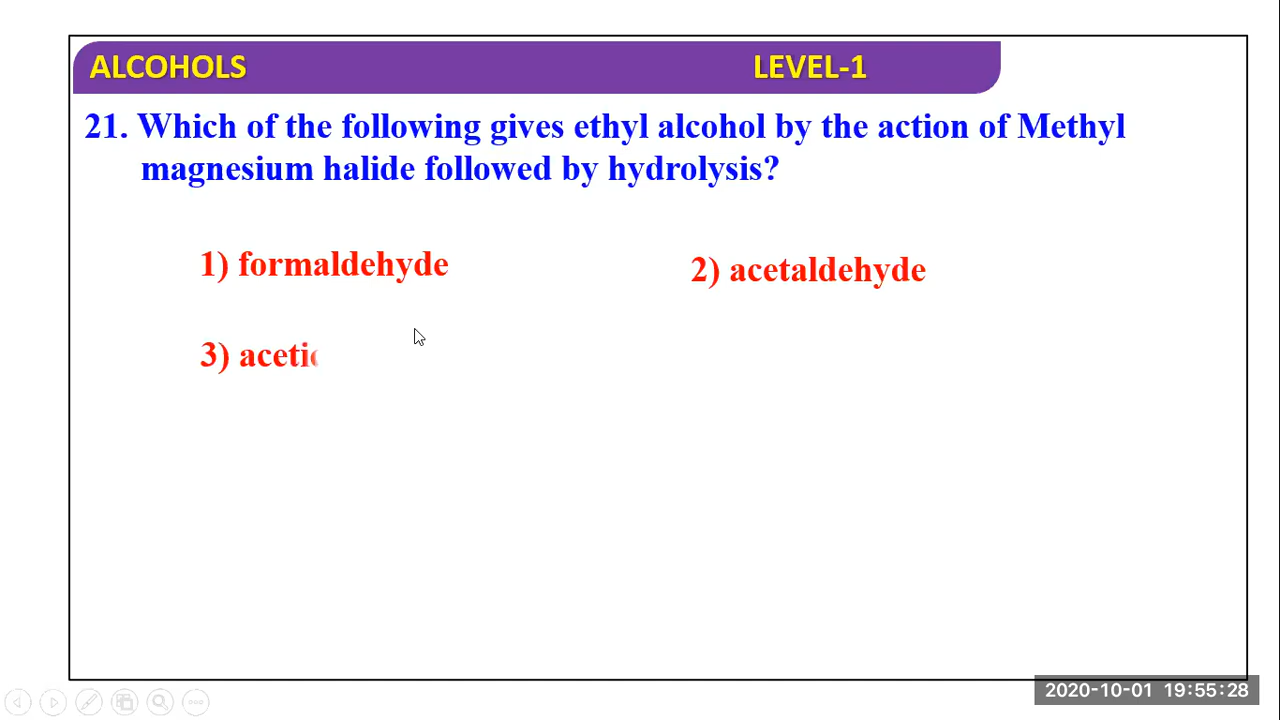 ALCOHOLS LEVEL-1
21. Which of the following gives ethyl alcohol by the action of Methyl
magnesium halide followed by hydrolysis?
1) formaldehyde 2) acetaldehyde
3) aceti
2020-10-01 19:55:28